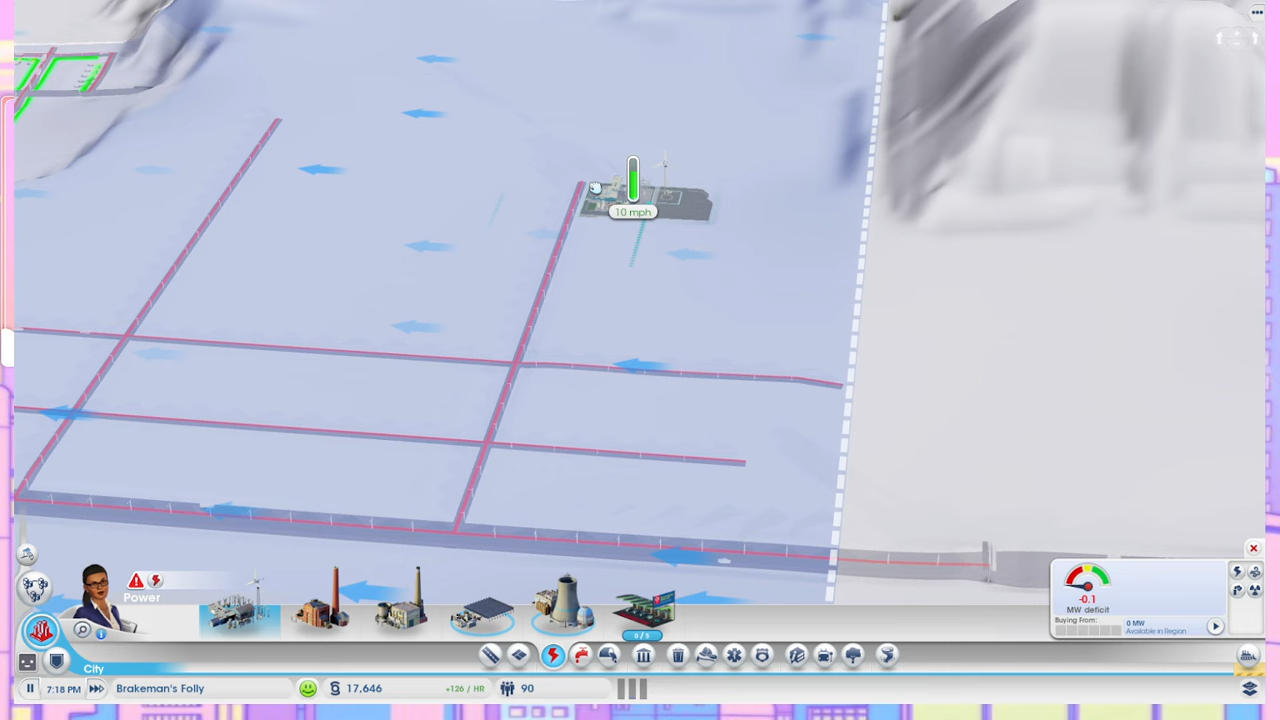 10 mph
Power
-0.1
MW deficit
Buying From:
0 MW
Available in Region
0/5
City
7:18 PM
Brakeman's Folly
17,646
+126 / HR
90